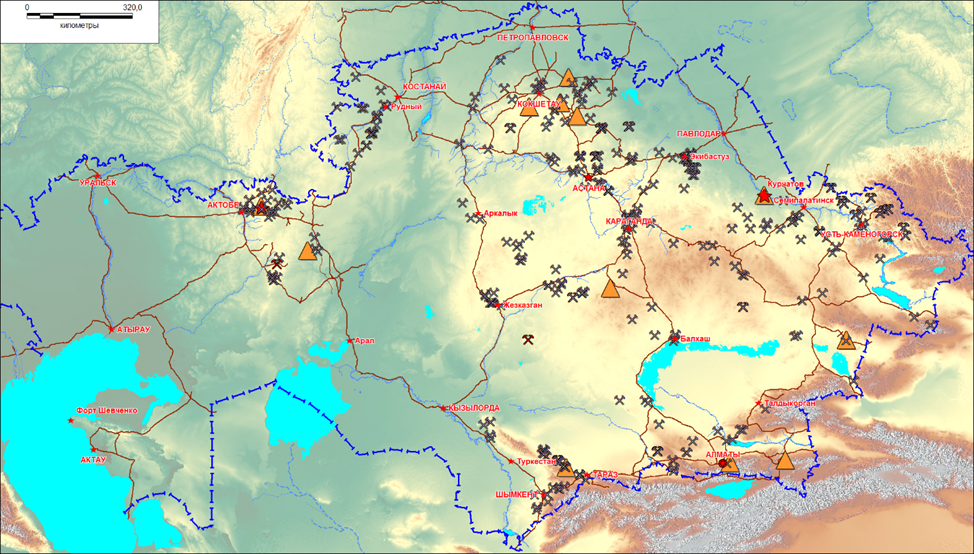 0 320,0
километры
ПЕТРОПАВЛОВСК
КОСТАНАЙ
Рудный
КОКШЕТАУ
ПАВЛОДАР
Экибастуз
УРАЛЬСК
АСТАНА
Курчатов
Семипалатинск
АКТОБЕ
Аркалык
КАРАГАНДА
УСТЬ-КАМЕНОГОРСК
Жезказган
АТЫРАУ
Арал
Балхаш
Форт Шевченко
КЫЗЫЛОРДА
Талдыкорган
АКТАУ
Туркестан
АЛМАТЫ
ТАРАЗ
ШЫМКЕНТ